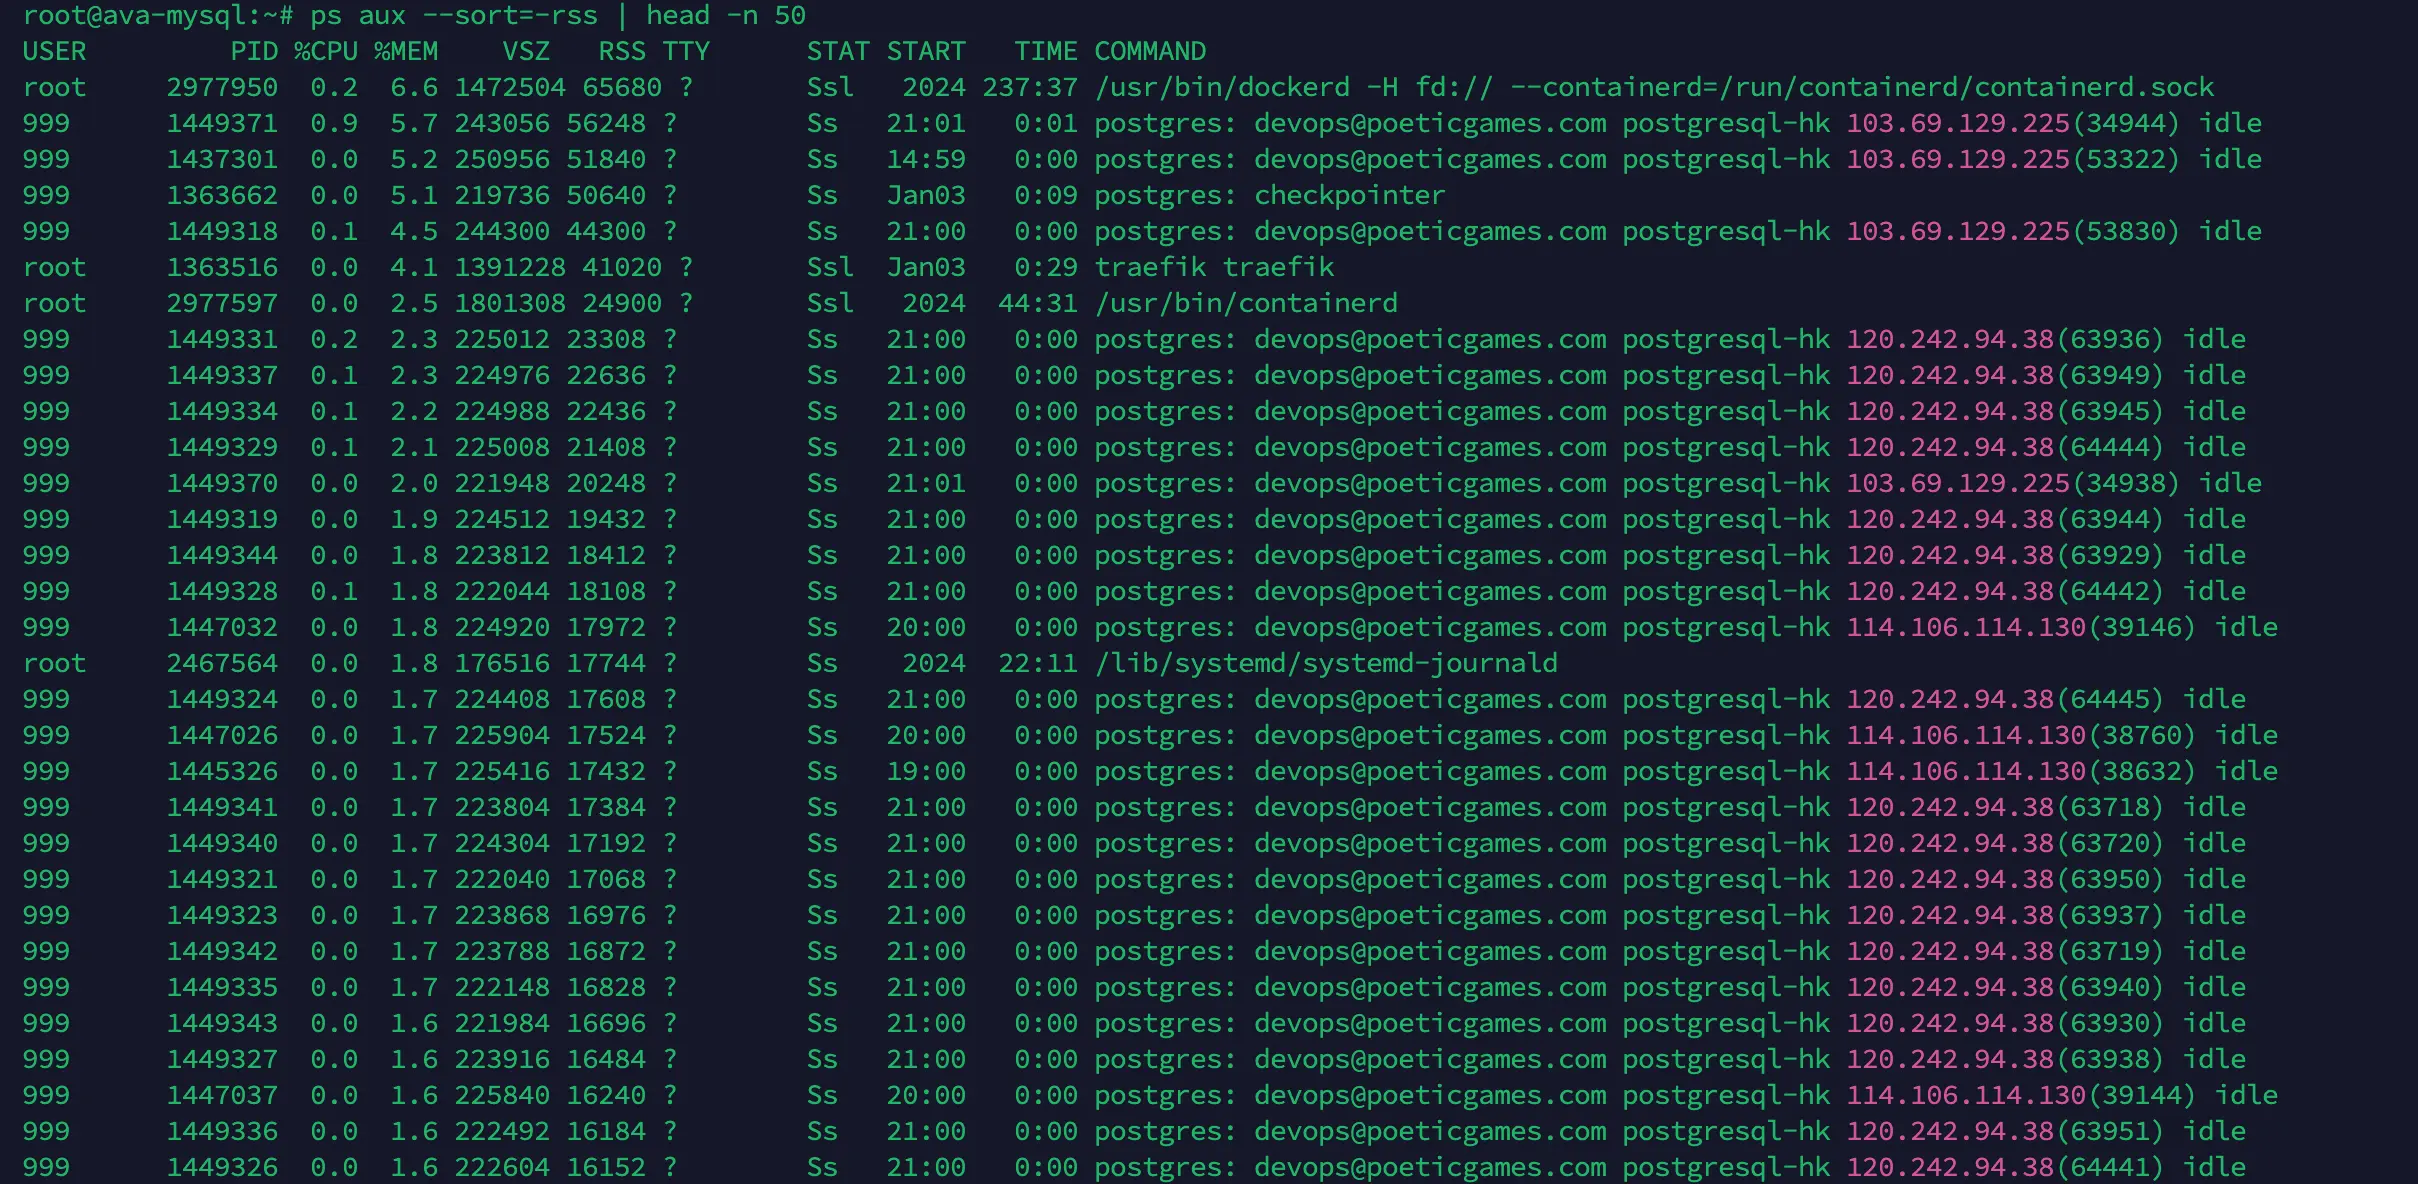 root@ava-mysql:~# ps aux --sort=-rss | head -n 50
USER         PID %CPU %MEM    VSZ   RSS TTY      STAT START   TIME COMMAND
root     2977950  0.2  6.6 1472504 65680 ?       Ssl   2024 237:37 /usr/bin/dockerd -H fd:// --containerd=/run/containerd/containerd.sock
999      1449371  0.9  5.7 243056 56248 ?        Ss   21:01   0:01 postgres: devops@poeticgames.com postgresql-hk 103.69.129.225(34944) idle
999      1437301  0.0  5.2 250956 51840 ?        Ss   14:59   0:00 postgres: devops@poeticgames.com postgresql-hk 103.69.129.225(53322) idle
999      1363662  0.0  5.1 219736 50640 ?        Ss   Jan03   0:09 postgres: checkpointer
999      1449318  0.1  4.5 244300 44300 ?        Ss   21:00   0:00 postgres: devops@poeticgames.com postgresql-hk 103.69.129.225(53830) idle
root     1363516  0.0  4.1 1391228 41020 ?       Ssl  Jan03   0:29 traefik traefik
root     2977597  0.0  2.5 1801308 24900 ?       Ssl   2024  44:31 /usr/bin/containerd
999      1449331  0.2  2.3 225012 23308 ?        Ss   21:00   0:00 postgres: devops@poeticgames.com postgresql-hk 120.242.94.38(63936) idle
999      1449337  0.1  2.3 224976 22636 ?        Ss   21:00   0:00 postgres: devops@poeticgames.com postgresql-hk 120.242.94.38(63949) idle
999      1449334  0.1  2.2 224988 22436 ?        Ss   21:00   0:00 postgres: devops@poeticgames.com postgresql-hk 120.242.94.38(63945) idle
999      1449329  0.1  2.1 225008 21408 ?        Ss   21:00   0:00 postgres: devops@poeticgames.com postgresql-hk 120.242.94.38(64444) idle
999      1449370  0.0  2.0 221948 20248 ?        Ss   21:01   0:00 postgres: devops@poeticgames.com postgresql-hk 103.69.129.225(34938) idle
999      1449319  0.0  1.9 224512 19432 ?        Ss   21:00   0:00 postgres: devops@poeticgames.com postgresql-hk 120.242.94.38(63944) idle
999      1449344  0.0  1.8 223812 18412 ?        Ss   21:00   0:00 postgres: devops@poeticgames.com postgresql-hk 120.242.94.38(63929) idle
999      1449328  0.1  1.8 222044 18108 ?        Ss   21:00   0:00 postgres: devops@poeticgames.com postgresql-hk 120.242.94.38(64442) idle
999      1447032  0.0  1.8 224920 17972 ?        Ss   20:00   0:00 postgres: devops@poeticgames.com postgresql-hk 114.106.114.130(39146) idle
root     2467564  0.0  1.8 176516 17744 ?        Ss    2024  22:11 /lib/systemd/systemd-journald
999      1449324  0.0  1.7 224408 17608 ?        Ss   21:00   0:00 postgres: devops@poeticgames.com postgresql-hk 120.242.94.38(64445) idle
999      1447026  0.0  1.7 225904 17524 ?        Ss   20:00   0:00 postgres: devops@poeticgames.com postgresql-hk 114.106.114.130(38760) idle
999      1445326  0.0  1.7 225416 17432 ?        Ss   19:00   0:00 postgres: devops@poeticgames.com postgresql-hk 114.106.114.130(38632) idle
999      1449341  0.0  1.7 223804 17384 ?        Ss   21:00   0:00 postgres: devops@poeticgames.com postgresql-hk 120.242.94.38(63718) idle
999      1449340  0.0  1.7 224304 17192 ?        Ss   21:00   0:00 postgres: devops@poeticgames.com postgresql-hk 120.242.94.38(63720) idle
999      1449321  0.0  1.7 222040 17068 ?        Ss   21:00   0:00 postgres: devops@poeticgames.com postgresql-hk 120.242.94.38(63950) idle
999      1449323  0.0  1.7 223868 16976 ?        Ss   21:00   0:00 postgres: devops@poeticgames.com postgresql-hk 120.242.94.38(63937) idle
999      1449342  0.0  1.7 223788 16872 ?        Ss   21:00   0:00 postgres: devops@poeticgames.com postgresql-hk 120.242.94.38(63719) idle
999      1449335  0.0  1.7 222148 16828 ?        Ss   21:00   0:00 postgres: devops@poeticgames.com postgresql-hk 120.242.94.38(63940) idle
999      1449343  0.0  1.6 221984 16696 ?        Ss   21:00   0:00 postgres: devops@poeticgames.com postgresql-hk 120.242.94.38(63930) idle
999      1449327  0.0  1.6 223916 16484 ?        Ss   21:00   0:00 postgres: devops@poeticgames.com postgresql-hk 120.242.94.38(63938) idle
999      1447037  0.0  1.6 225840 16240 ?        Ss   20:00   0:00 postgres: devops@poeticgames.com postgresql-hk 114.106.114.130(39144) idle
999      1449336  0.0  1.6 222492 16184 ?        Ss   21:00   0:00 postgres: devops@poeticgames.com postgresql-hk 120.242.94.38(63951) idle
999      1449326  0.0  1.6 222604 16152 ?        Ss   21:00   0:00 postgres: devops@poeticgames.com postgresql-hk 120.242.94.38(64441) idle